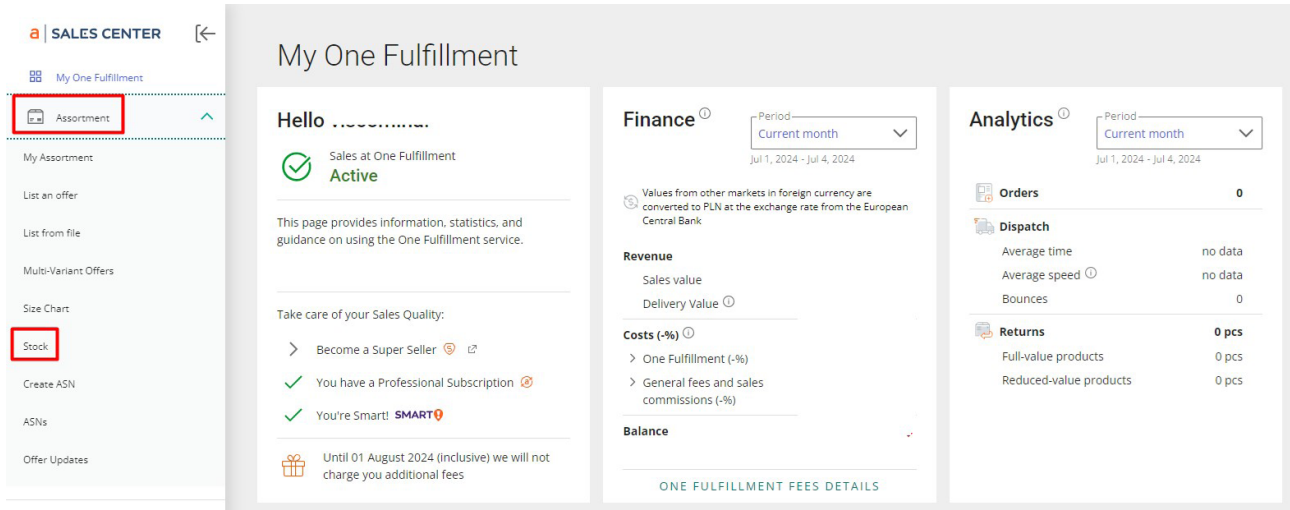 a | SALES CENTER
My One Fulfillment
Assortment
My Assortment
List an offer
List from file
Multi-Variant Offers
Size Chart
Stock
Create ASN
ASNs
Offer Updates
My One Fulfillment
Hello
Sales at One Fulfillment
Active
This page provides information, statistics, and
guidance on using the One Fulfillment service.
Take care of your Sales Quality:
Become a Super Seller
You have a Professional Subscription
You're Smart! SMART!
Until 01 August 2024 (inclusive) we will not
charge you additional fees
Finance
Period
Current month
Jul 1, 2024 - Jul 4, 2024
Values from other markets in foreign currency are
converted to PLN at the exchange rate from the European
Central Bank
Revenue
Sales value
Delivery Value
Costs (-%)
One Fulfillment (-%)
General fees and sales
commissions (-%)
Balance
ONE FULFILLMENT FEES DETAILS
Analytics
Period
Current month
Jul 1, 2024 - Jul 4, 2024
Orders 0
Dispatch
Average time no data
Average speed no data
Bounces 0
Returns 0 pcs
Full-value products 0 pcs
Reduced-value products 0 pcs